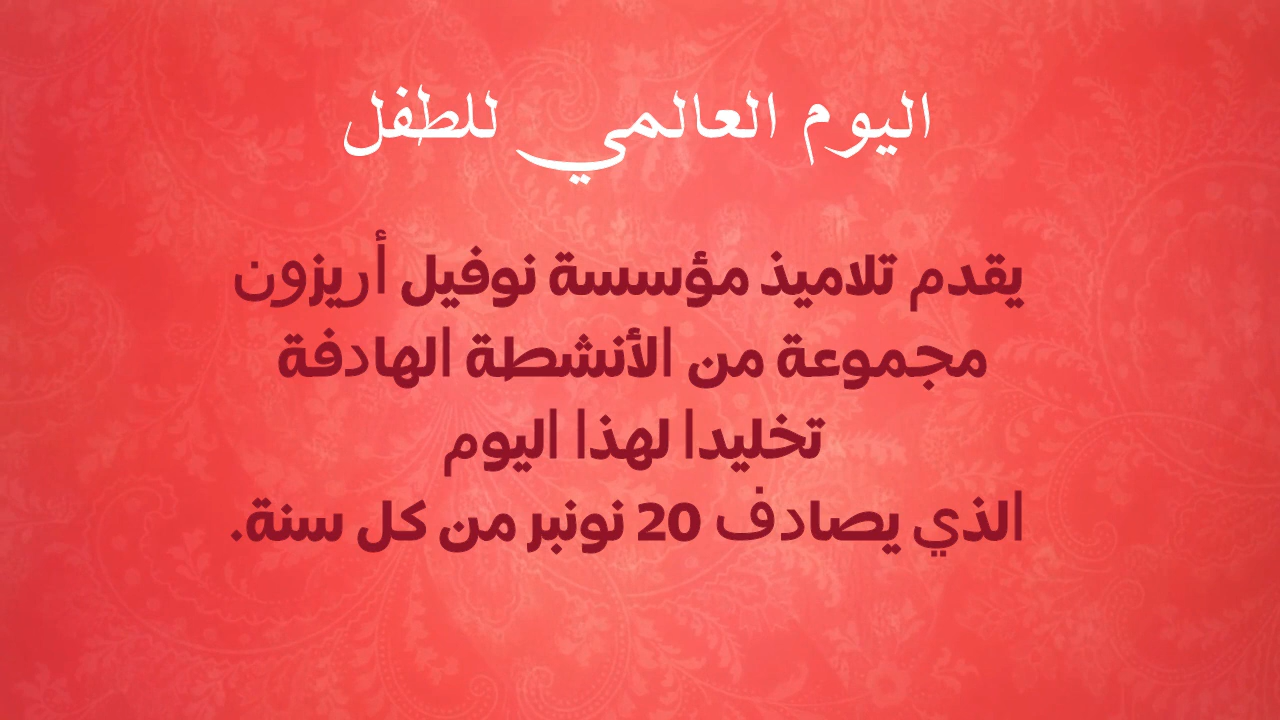 اليوم العالمي للطفل
يقدم تلاميذ مؤسسة نوفيل أريزون
مجموعة من الأنشطة الهادفة
تخليدا لهذا اليوم
الذي يصادف 20 نونبر من كل سنة.